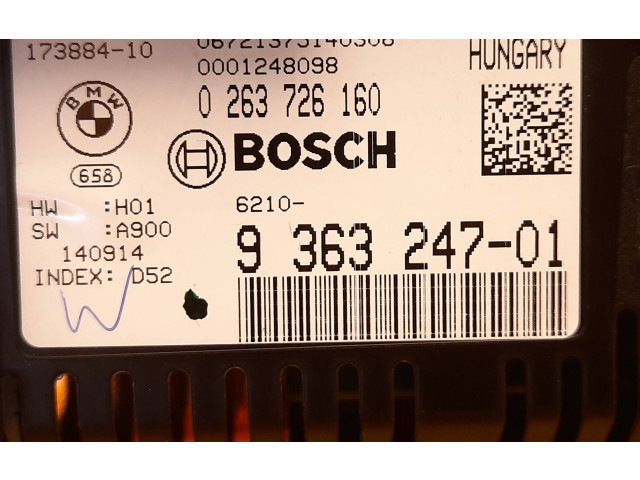 173884-10
06721373140308
0001248098
HUNGARY
BMW
0 263 726 160
BOSCH
658
HW :H01
SW :A900
140914
INDEX: D52
6210-
9 363 247-01
W